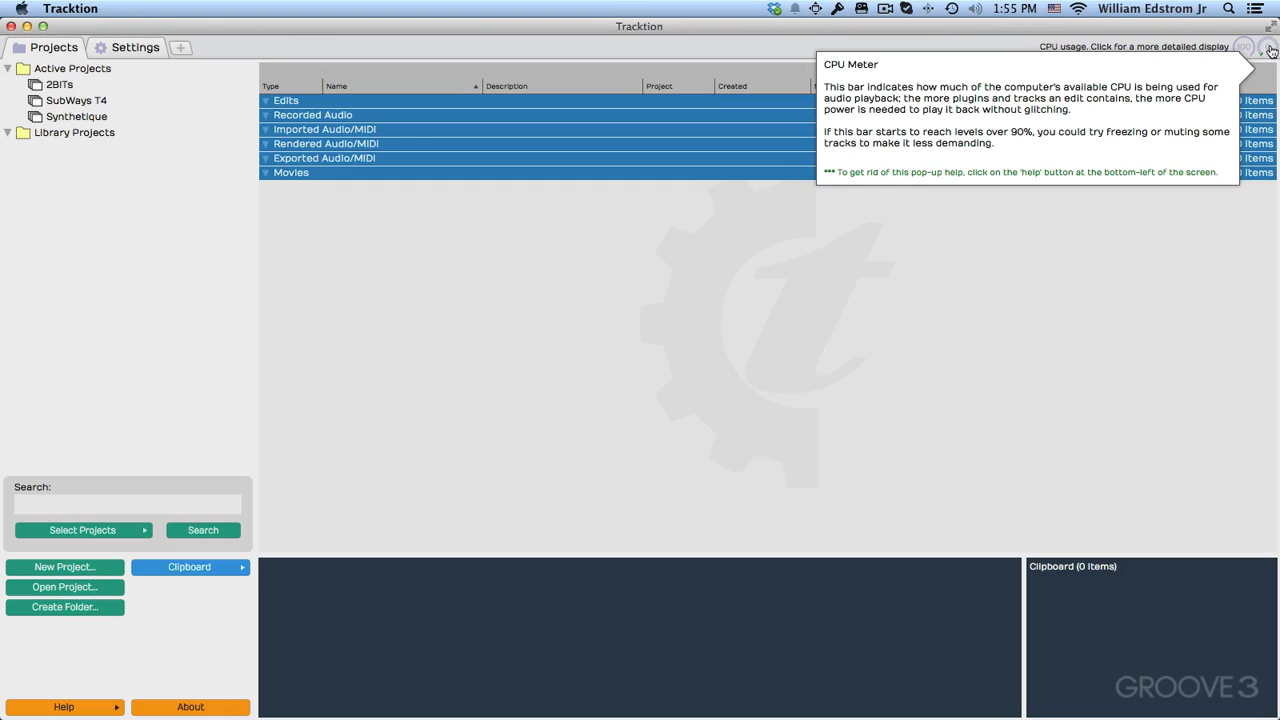 Tracktion
1:55 PM
William Edstrom Jr
Tracktion
Projects
Settings
+
CPU usage. Click for a more detailed display
100
CPU Meter
This bar indicates how much of the computer's available CPU is being used for
audio playback; the more plugins and tracks an edit contains, the more CPU
power is needed to play it back without glitching.
If this bar starts to reach levels over 90%, you could try freezing or muting some
tracks to make it less demanding.
*** To get rid of this pop-up help, click on the 'help' button at the bottom-left of the screen.
Active Projects
2BITs
SubWays T4
Synthetique
Library Projects
Type Name Description Project Created
Edits 0 Items
Recorded Audio 0 Items
Imported Audio/MIDI 0 Items
Rendered Audio/MIDI 0 Items
Exported Audio/MIDI 0 Items
Movies 0 Items
t
Search:
Select Projects
Search
New Project...
Clipboard
Open Project...
Create Folder...
Clipboard (0 Items)
Help
About
GROOVE3